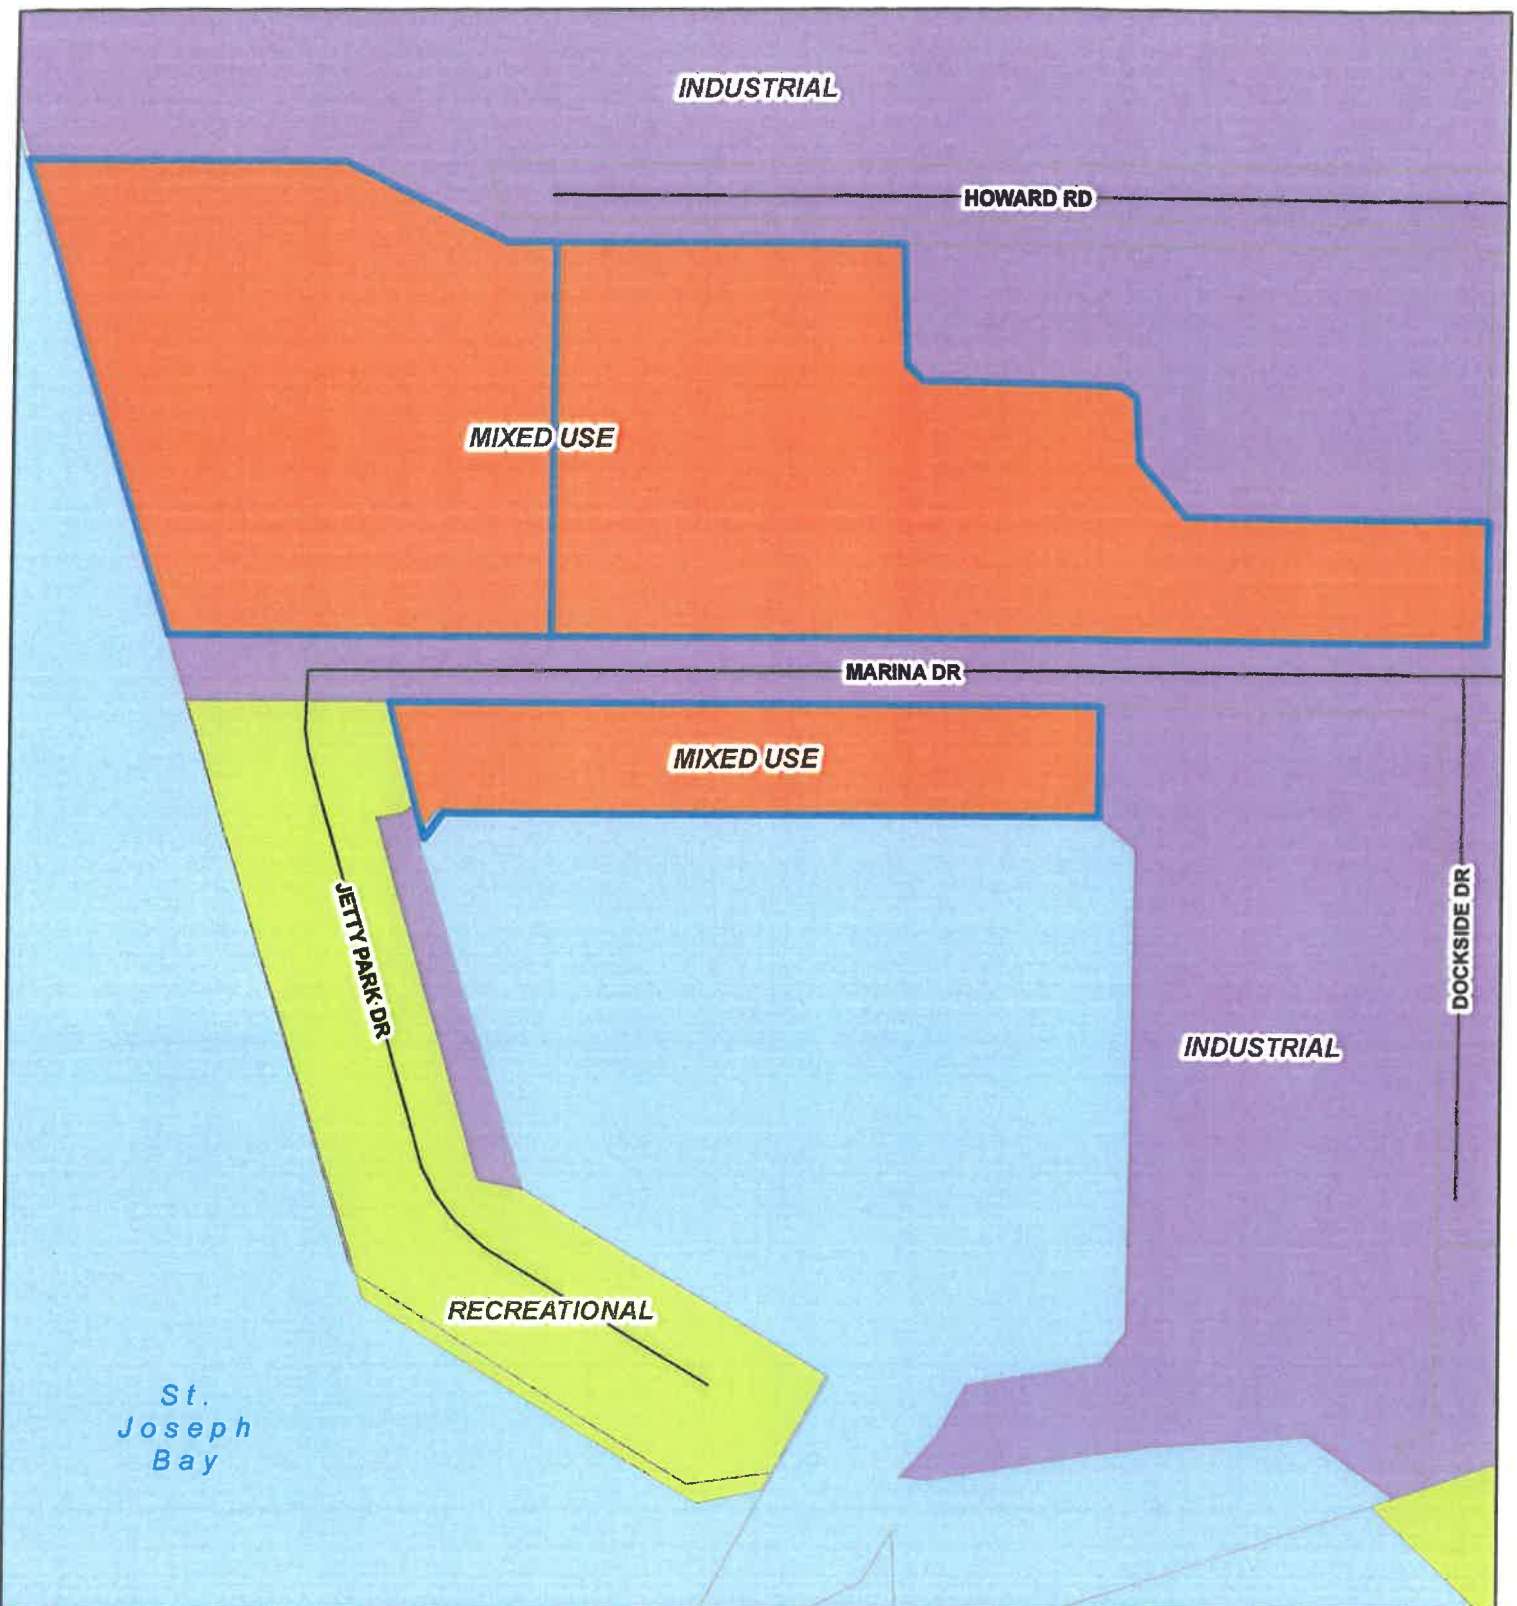 INDUSTRIAL
HOWARD RD
MIXED USE
MARINA DR
MIXED USE
JETTY PARK DR
DOCKSIDE DR
INDUSTRIAL
RECREATIONAL
St.
Joseph
Bay